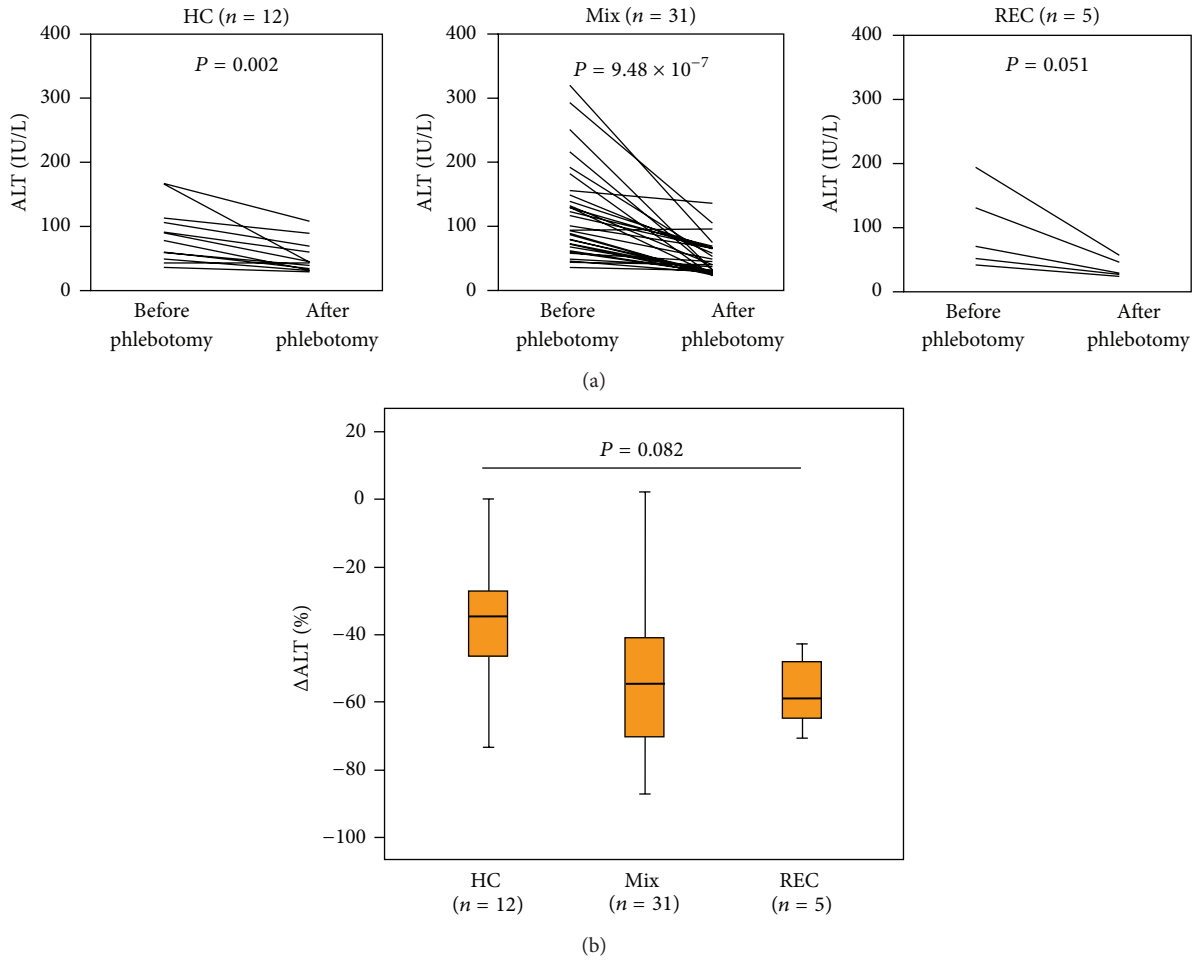 HC (n = 12)
400
300
200
100
0
ALT (IU/L)
P = 0.002
Before
phlebotomy
After
phlebotomy
Mix (n = 31)
400
300
200
100
0
ALT (IU/L)
P = 9.48 × 10⁻⁷
Before
phlebotomy
After
phlebotomy
REC (n = 5)
400
300
200
100
0
ALT (IU/L)
P = 0.051
Before
phlebotomy
After
phlebotomy
(a)
20
0
−20
−40
−60
−80
−100
ΔALT (%)
P = 0.082
HC
(n = 12)
Mix
(n = 31)
REC
(n = 5)
(b)